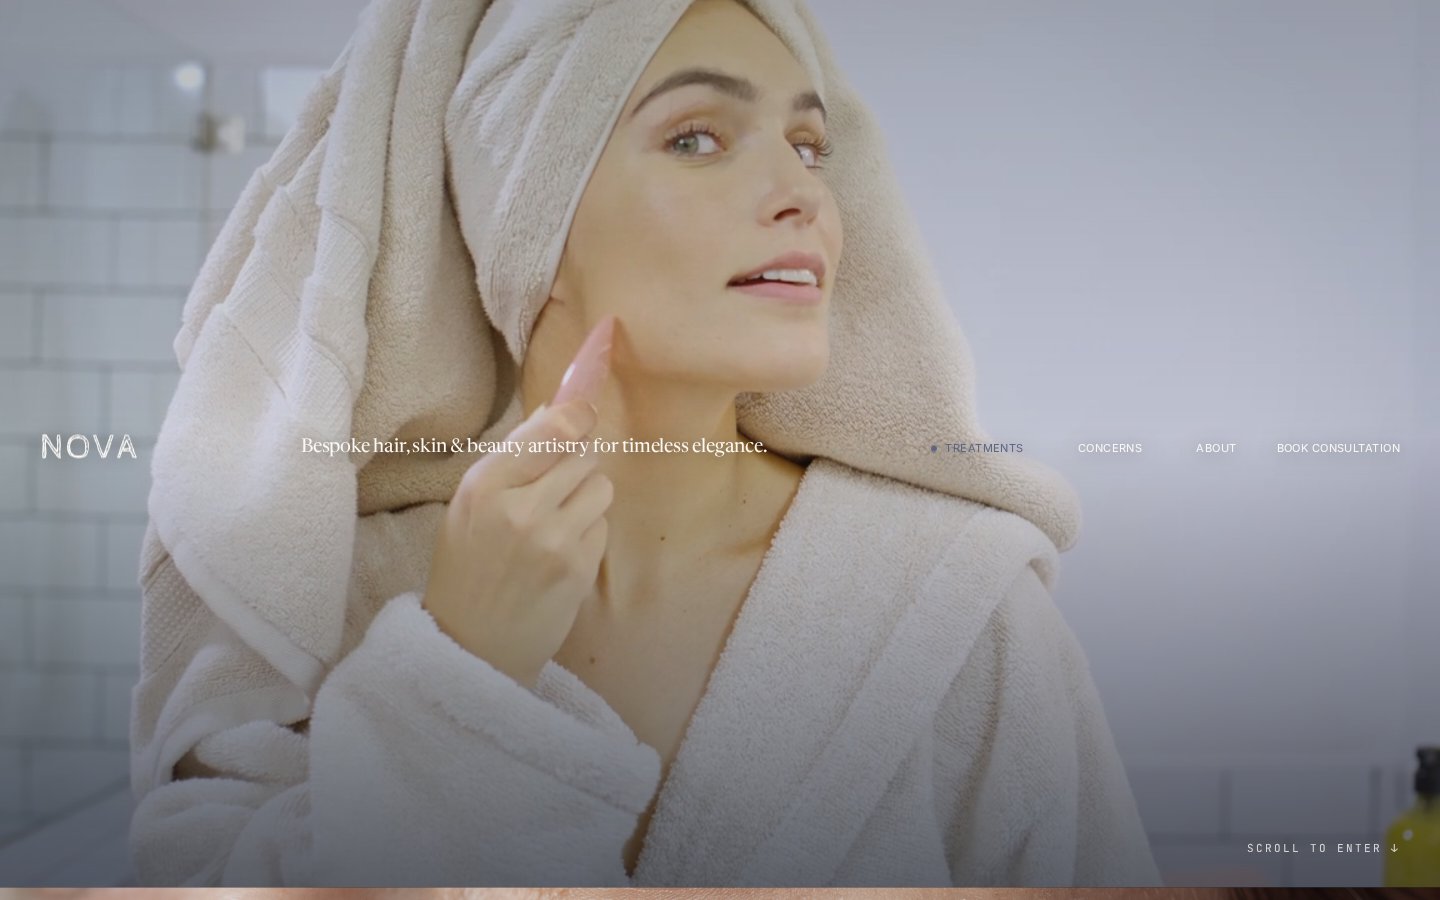 NOVA
Bespoke hair, skin & beauty artistry for timeless elegance.
TREATMENTS
CONCERNS
ABOUT
BOOK CONSULTATION
SCROLL TO ENTER ↓